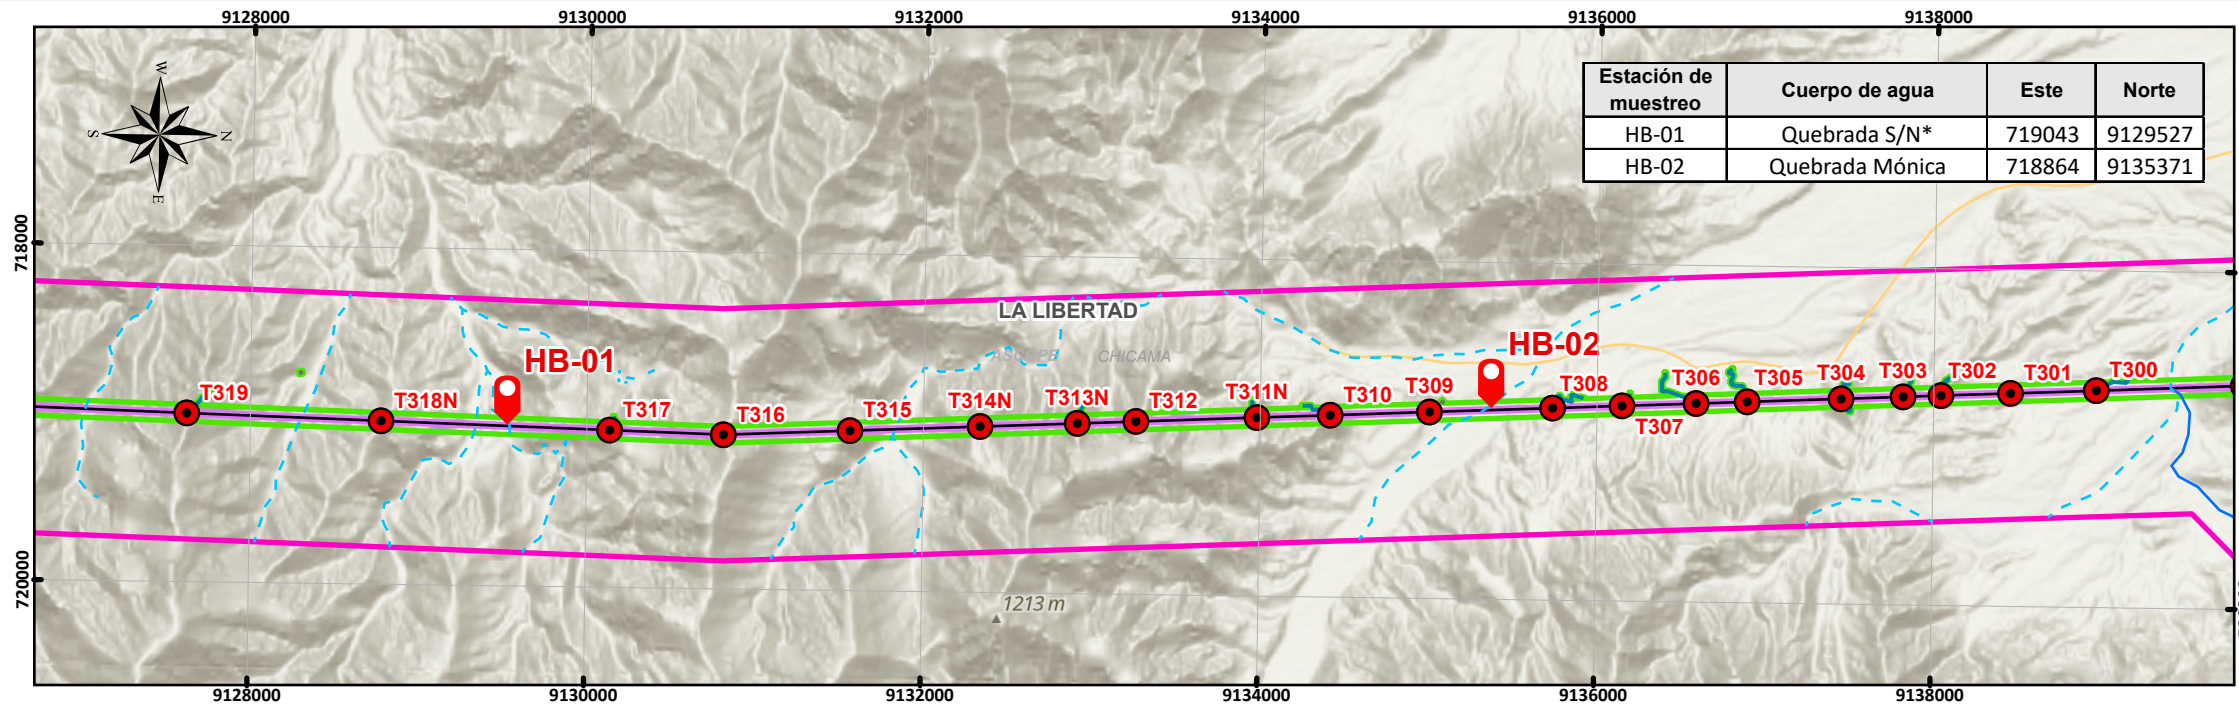 9128000 9130000 9132000 9134000 9136000 9138000
W
S N
E
Estación de muestreo Cuerpo de agua Este Norte
HB-01 Quebrada S/N* 719043 9129527
HB-02 Quebrada Mónica 718864 9135371
718000
LA LIBERTAD
ASCOPE CHICAMA
HB-01
HB-02
T319 T318N T317 T316 T315 T314N T313N T312 T311N T310 T309 T308 T307 T306 T305 T304 T303 T302 T301 T300
720000
1213 m
9128000 9130000 9132000 9134000 9136000 9138000